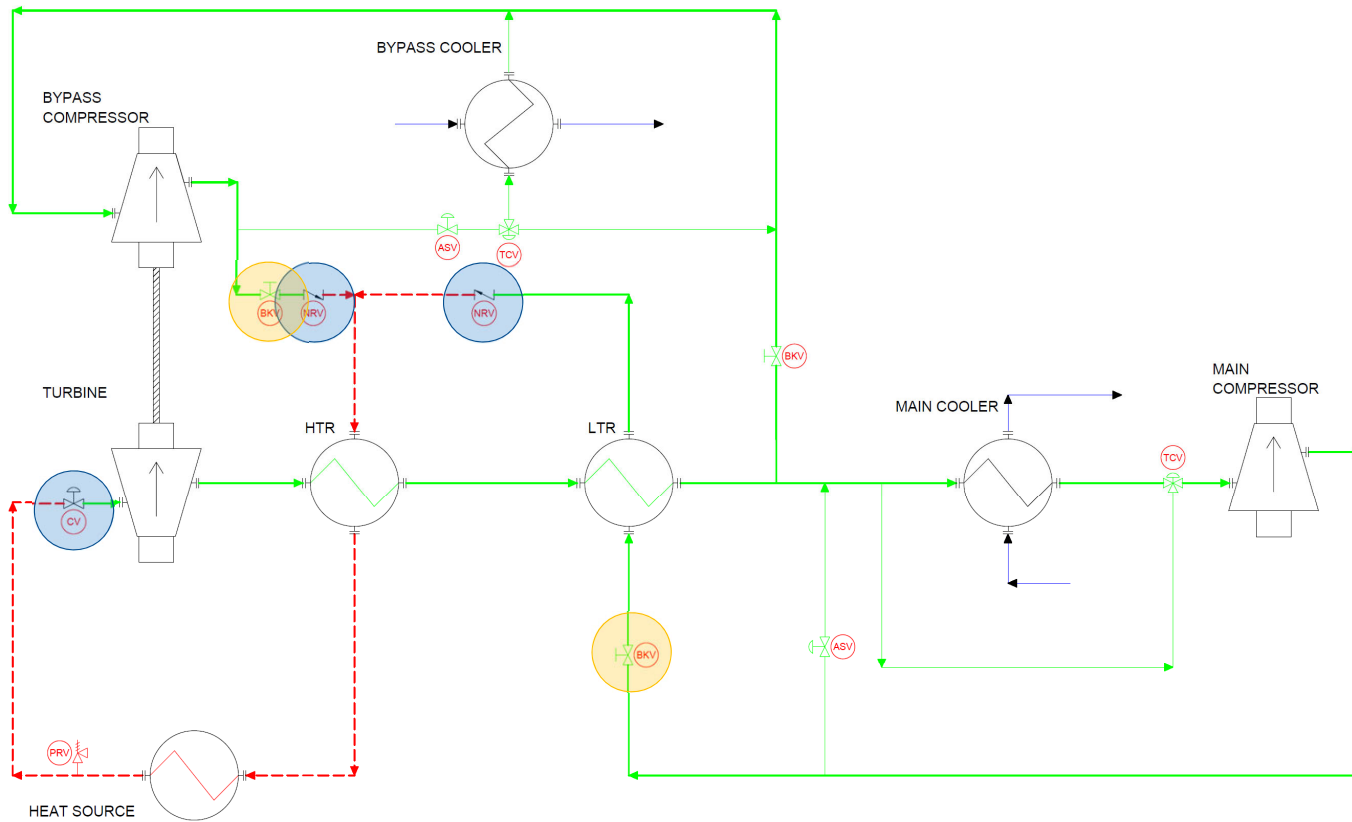 BYPASS COOLER
BYPASS
COMPRESSOR
ASV
TCV
BKV
NRV
NRV
BKV
TURBINE
HTR
LTR
MAIN COOLER
MAIN
COMPRESSOR
TCV
CV
BKV
ASV
PRV
HEAT SOURCE